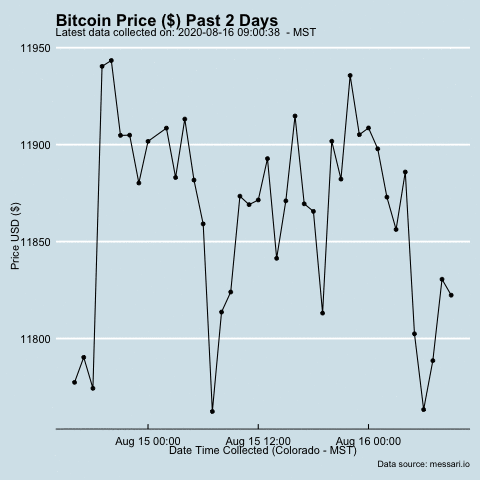 Bitcoin Price ($) Past 2 Days
Latest data collected on: 2020-08-16 09:00:38 - MST
11950
11900
11850
11800
Price USD ($)
Aug 15 00:00 Aug 15 12:00 Aug 16 00:00
Date Time Collected (Colorado - MST)
Data source: messari.io